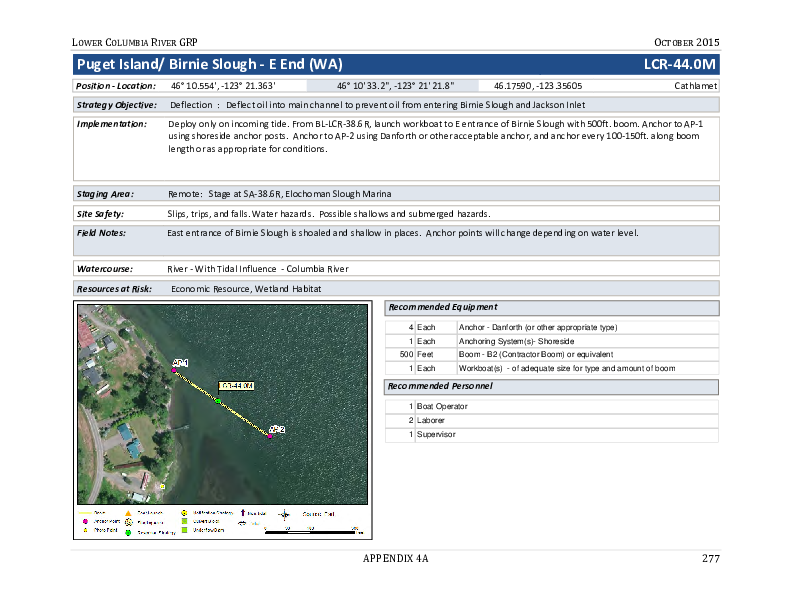 LOWER COLUMBIA RIVER GRP OCTOBER 2015
Puget Island/ Birnie Slough - E End (WA) LCR-44.0M
Position - Location: 46° 10.554', -123° 21.363' 46° 10' 33.2", -123° 21' 21.8" 46.17590, -123.35605 Cathlamet
Strategy Objective: Deflection : Deflect oil into main channel to prevent oil from entering Birnie Slough and Jackson Inlet
Implementation: Deploy only on incoming tide. From BL-LCR-38.6R, launch workboat to E entrance of Birnie Slough with 500ft. boom. Anchor to AP-1
using shoreside anchor posts. Anchor to AP-2 using Danforth or other acceptable anchor, and anchor every 100-150ft. along boom
length or as appropriate for conditions.
Staging Area: Remote: Stage at SA-38.6R, Elochoman Slough Marina
Site Safety: Slips, trips, and falls. Water hazards. Possible shallows and submerged hazards.
Field Notes: East entrance of Birnie Slough is shoaled and shallow in places. Anchor points will change depending on water level.
Watercourse: River - With Tidal Influence - Columbia River
Resources at Risk: Economic Resource, Wetland Habitat
Recommended Equipment
4 Each Anchor - Danforth (or other appropriate type)
1 Each Anchoring System(s)- Shoreside
500 Feet Boom - B2 (Contractor Boom) or equivalent
1 Each Workboat(s) - of adequate size for type and amount of boom
Recommended Personnel
1 Boat Operator
2 Laborer
1 Supervisor
AP-1
LCR-44.0M
AP-2
Anchor Point
Photo Point
APPENDIX 4A 277